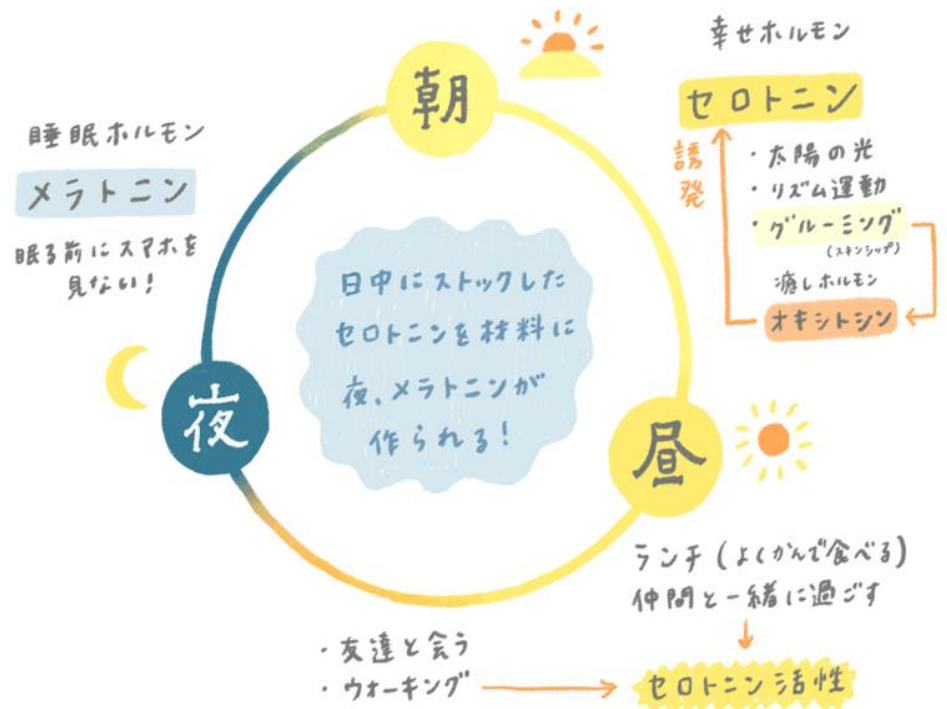 朝
幸せホルモン
セロトニン
誘発
・太陽の光
・リズム運動
・グルーミング
(スキンシップ)
癒しホルモン
オキシトシン
睡眠ホルモン
メラトニン
眠る前にスマホを
見ない!
日中にストックした
セロトニンを材料に
夜、メラトニンが
作られる!
夜
昼
ランチ(よくかんで食べる)
仲間と一緒に過ごす
・友達と会う
・ウォーキング
セロトニン活性